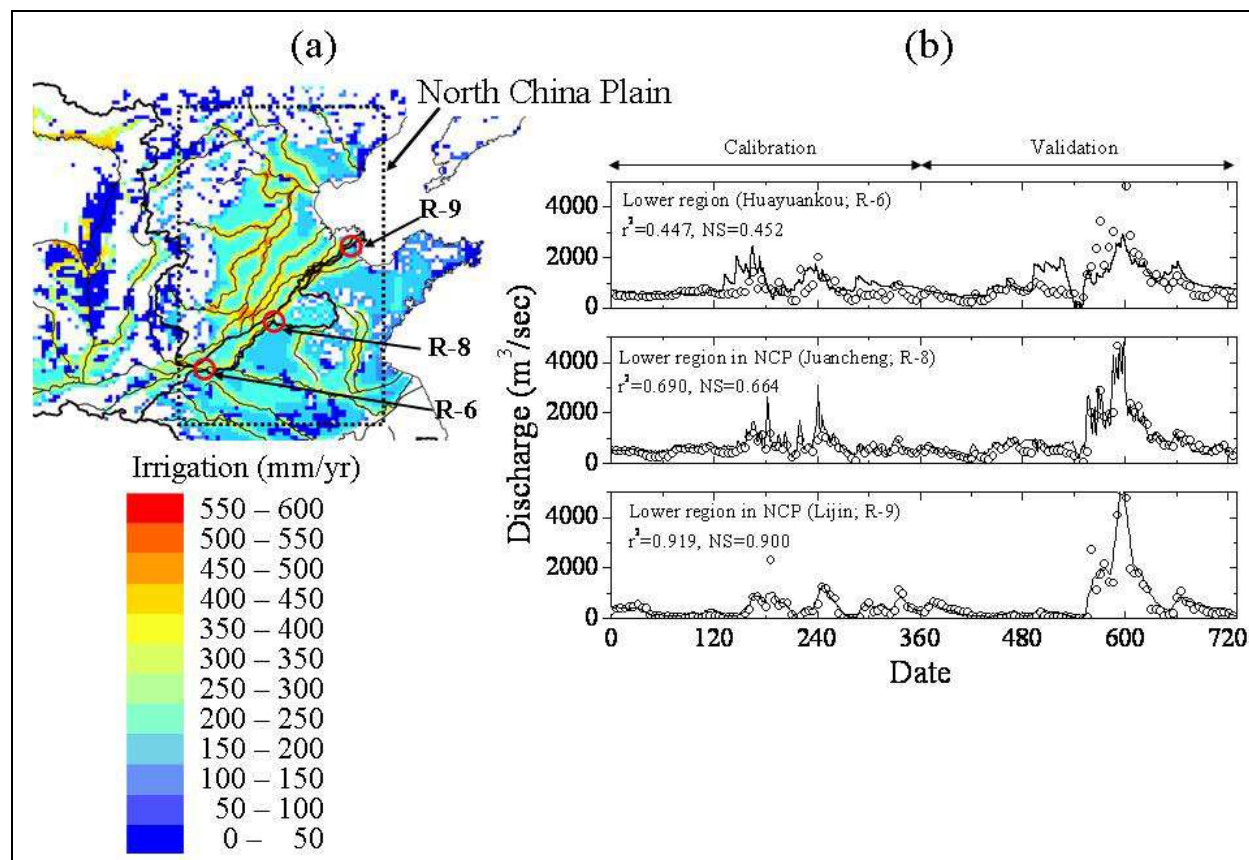 (a)
North China Plain
R-9
R-8
R-6
Irrigation (mm/yr)
550 – 600
500 – 550
450 – 500
400 – 450
350 – 400
300 – 350
250 – 300
200 – 250
150 – 200
100 – 150
50 – 100
0 – 50
(b)
Calibration Validation
Discharge (m³/sec)
Lower region (Huayuankou; R-6)
r²=0.447, NS=0.452
4000
2000
0
Lower region in NCP (Juancheng; R-8)
r²=0.690, NS=0.664
4000
2000
0
Lower region in NCP (Lijin; R-9)
r²=0.919, NS=0.900
4000
2000
0
0 120 240 360 480 600 720
Date